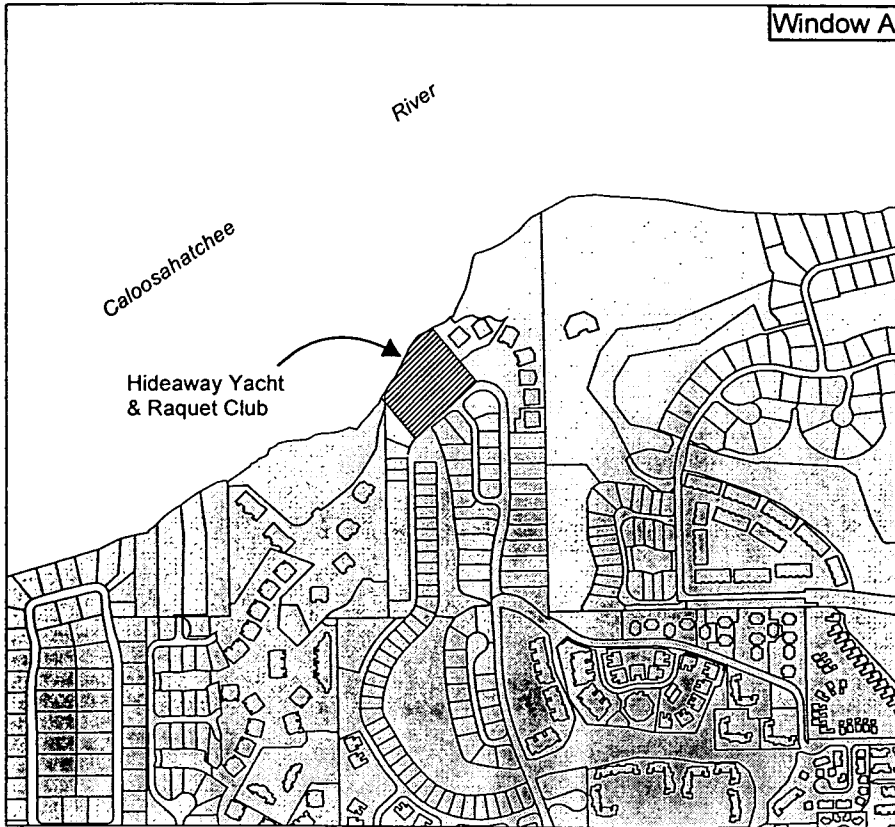 Window A
River
Caloosahatchee
Hideaway Yacht
& Raquet Club